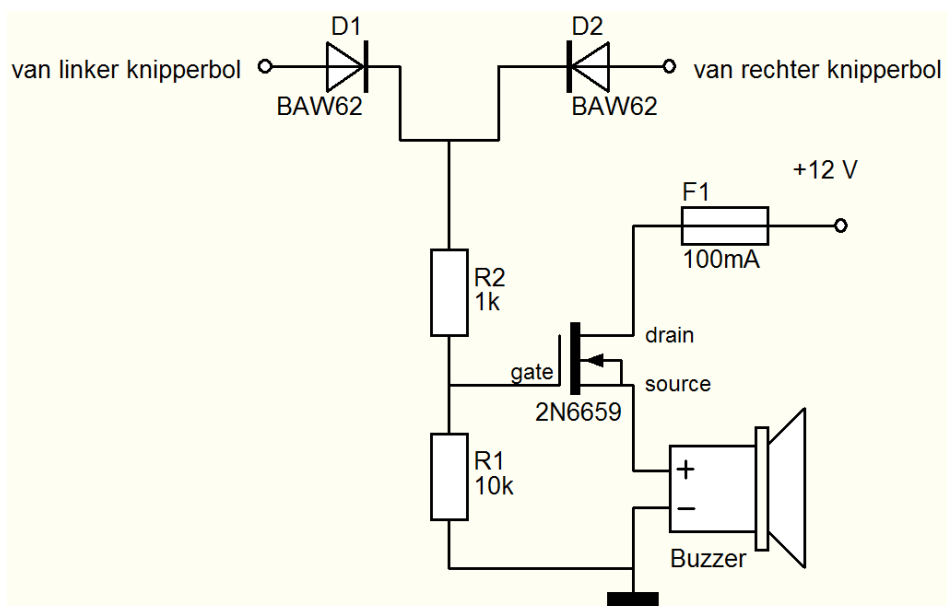 D1
D2
van linker knipperbol
van rechter knipperbol
BAW62
BAW62
+12 V
F1
100mA
R2
1k
drain
gate
source
2N6659
R1
10k
+
−
Buzzer